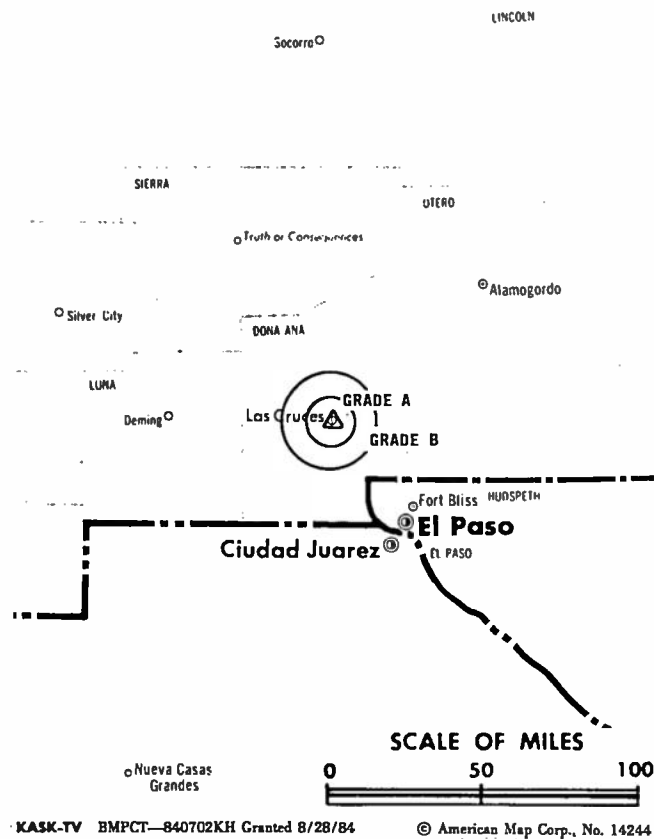 LINCOLN
Socorro
SIERRA
OTERO
Truth or Consequences
Alamogordo
Silver City
DONA ANA
LUNA
GRADE A
Las Cruces
Deming
GRADE B
Fort Bliss
HUDSPETH
El Paso
Ciudad Juarez
EL PASO
SCALE OF MILES
Nueva Casas
Grandes
0 50 100
KASK-TV BMPCT—840702KH Granted 8/28/84
© American Map Corp., No. 14244